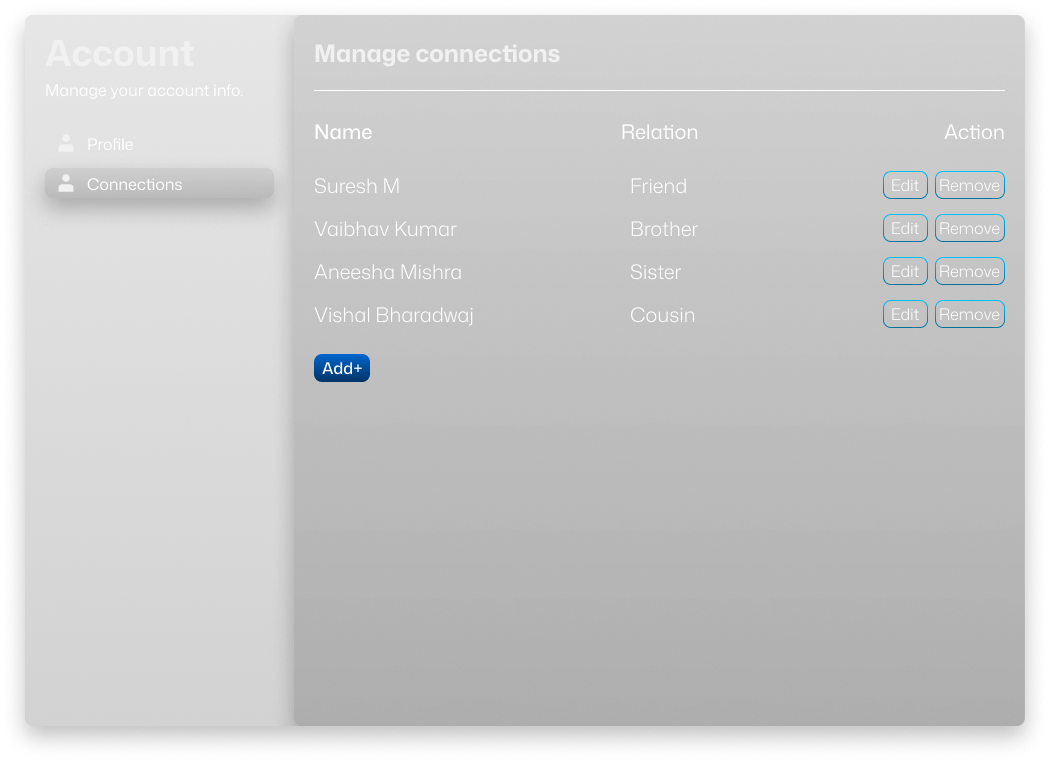 Account
Manage your account info.
Profile
Connections
Manage connections
Name Relation Action
Suresh M Friend Edit Remove
Vaibhav Kumar Brother Edit Remove
Aneesha Mishra Sister Edit Remove
Vishal Bharadwaj Cousin Edit Remove
Add+